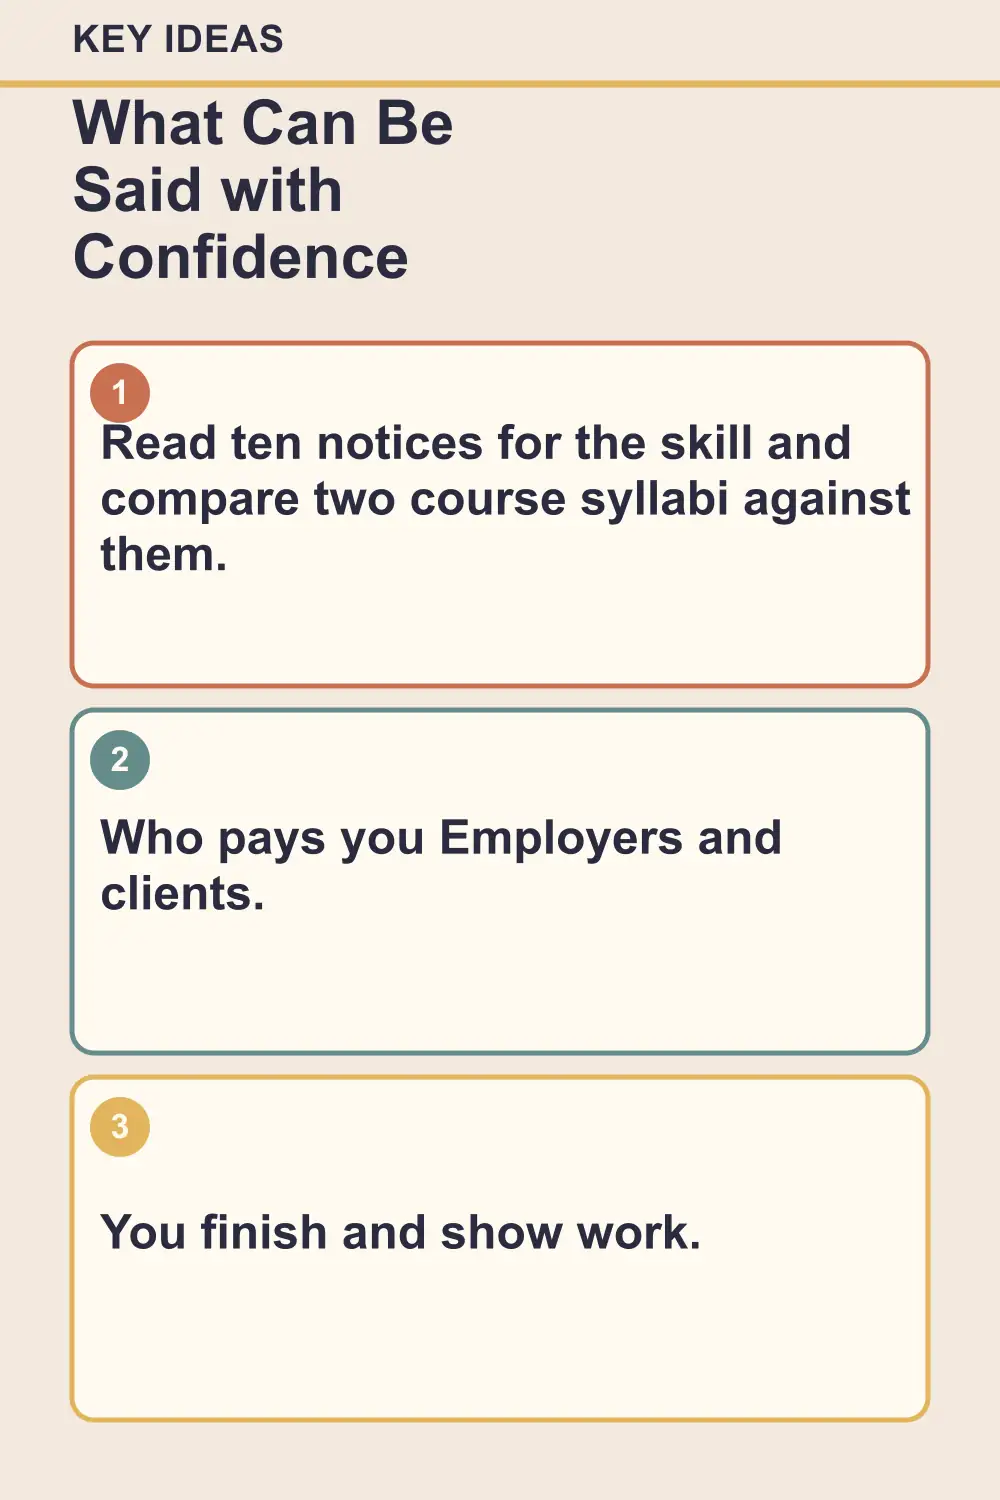 KEY IDEAS
What Can Be
Said with
Confidence
1
Read ten notices for the skill and
compare two course syllabi against
them.
2
Who pays you Employers and
clients.
3
You finish and show work.